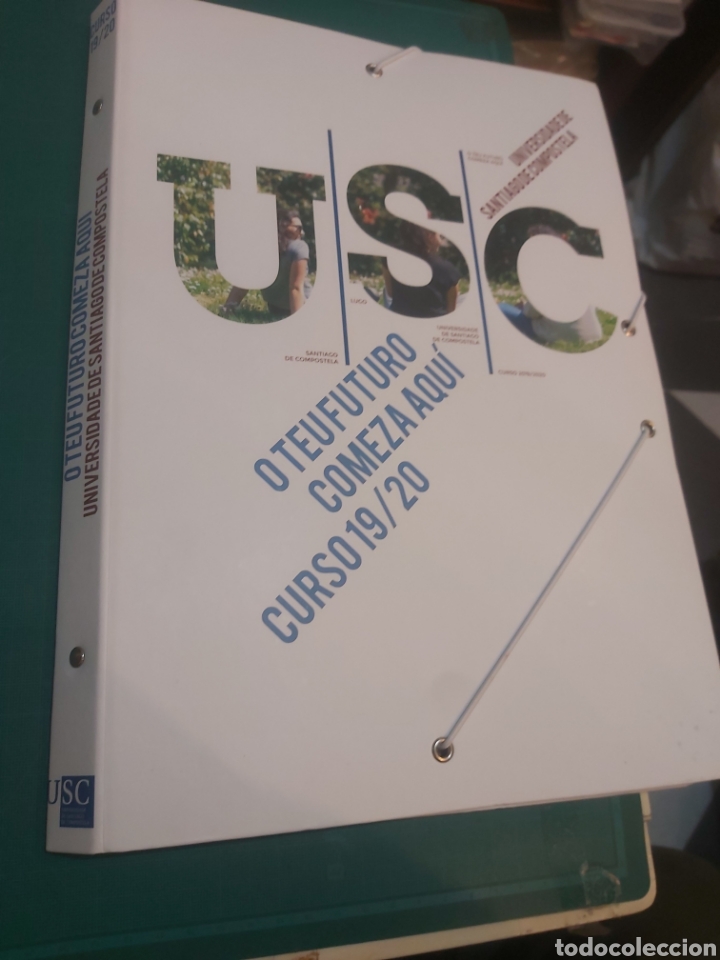 CURSO
19/20
O TEU FUTURO COMEZA AQUÍ
UNIVERSIDADE DE SANTIAGO DE COMPOSTELA
USC
UNIVERSIDADE DE
SANTIAGO DE COMPOSTELA
USC
SANTIAGO
DE COMPOSTELA
LUGO
UNIVERSIDADE
DE SANTIAGO
DE COMPOSTELA
O TEU FUTURO
COMEZA AQUÍ
CURSO 19/20
todocoleccion